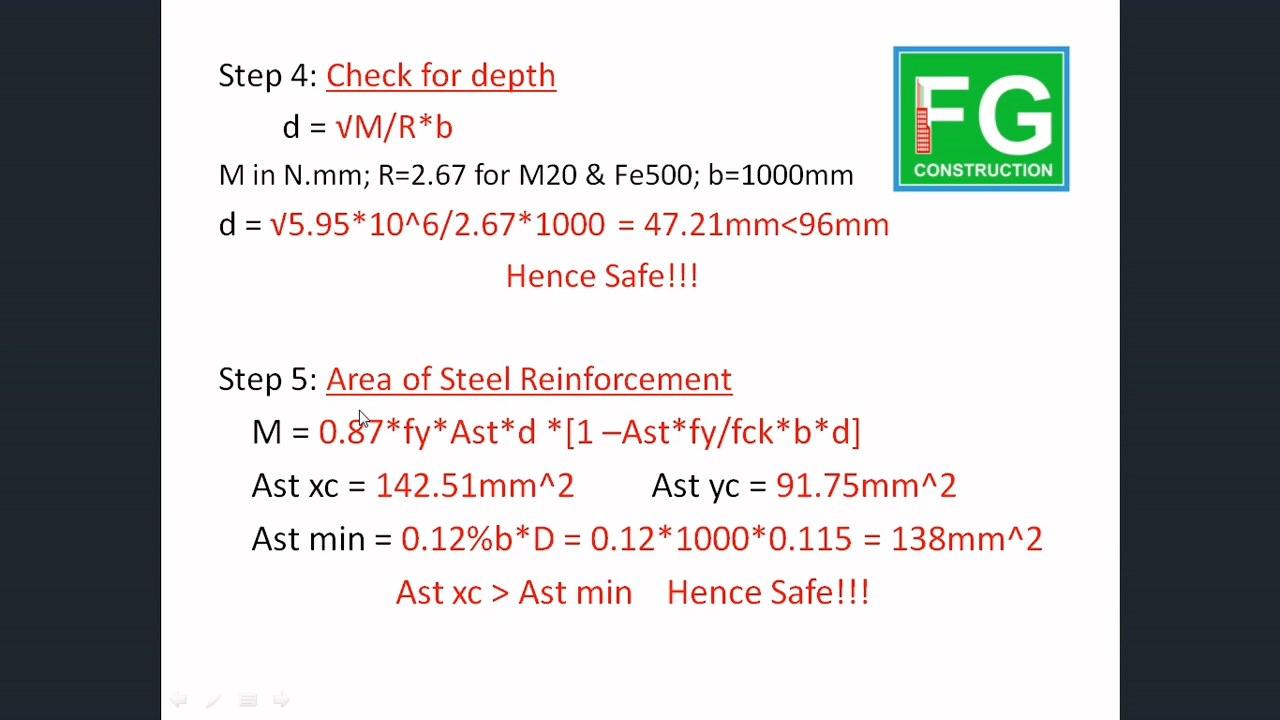 Step 4: Check for depth
d = √M/R*b
M in N.mm; R=2.67 for M20 & Fe500; b=1000mm
d = √5.95*10^6/2.67*1000 = 47.21mm<96mm
Hence Safe!!!
FG
CONSTRUCTION
Step 5: Area of Steel Reinforcement
M = 0.87*fy*Ast*d *[1 –Ast*fy/fck*b*d]
Ast xc = 142.51mm^2 Ast yc = 91.75mm^2
Ast min = 0.12%b*D = 0.12*1000*0.115 = 138mm^2
Ast xc > Ast min Hence Safe!!!